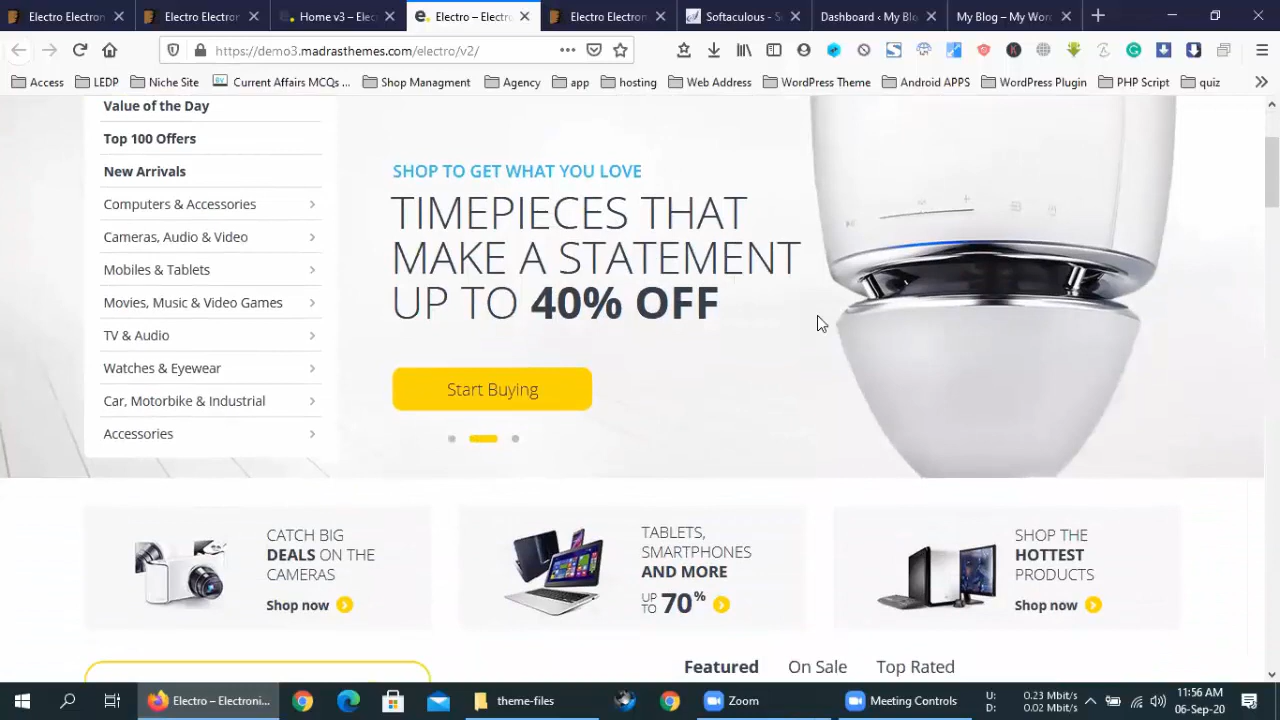 Electro Electron
Electro Electron
Home v3 – Elec
Electro – Electro
Electro Electron
Softaculous - S
Dashboard ‹ My Blo
My Blog – My Wor
https://demo3.madrasthemes.com/electro/v2/
Access
LEDP
Niche Site
Current Affairs MCQs ...
Shop Managment
Agency
app
hosting
Web Address
WordPress Theme
Android APPS
WordPress Plugin
PHP Script
quiz
Value of the Day
Top 100 Offers
New Arrivals
Computers & Accessories
Cameras, Audio & Video
Mobiles & Tablets
Movies, Music & Video Games
TV & Audio
Watches & Eyewear
Car, Motorbike & Industrial
Accessories
SHOP TO GET WHAT YOU LOVE
TIMEPIECES THAT
MAKE A STATEMENT
UP TO 40% OFF
Start Buying
CATCH BIG
DEALS ON THE
CAMERAS
Shop now
TABLETS,
SMARTPHONES
AND MORE
UP TO 70%
SHOP THE
HOTTEST
PRODUCTS
Shop now
Featured
On Sale
Top Rated
Electro – Electroni...
theme-files
Zoom
Meeting Controls
U: 0.23 Mbit/s
D: 0.02 Mbit/s
11:56 AM
06-Sep-20